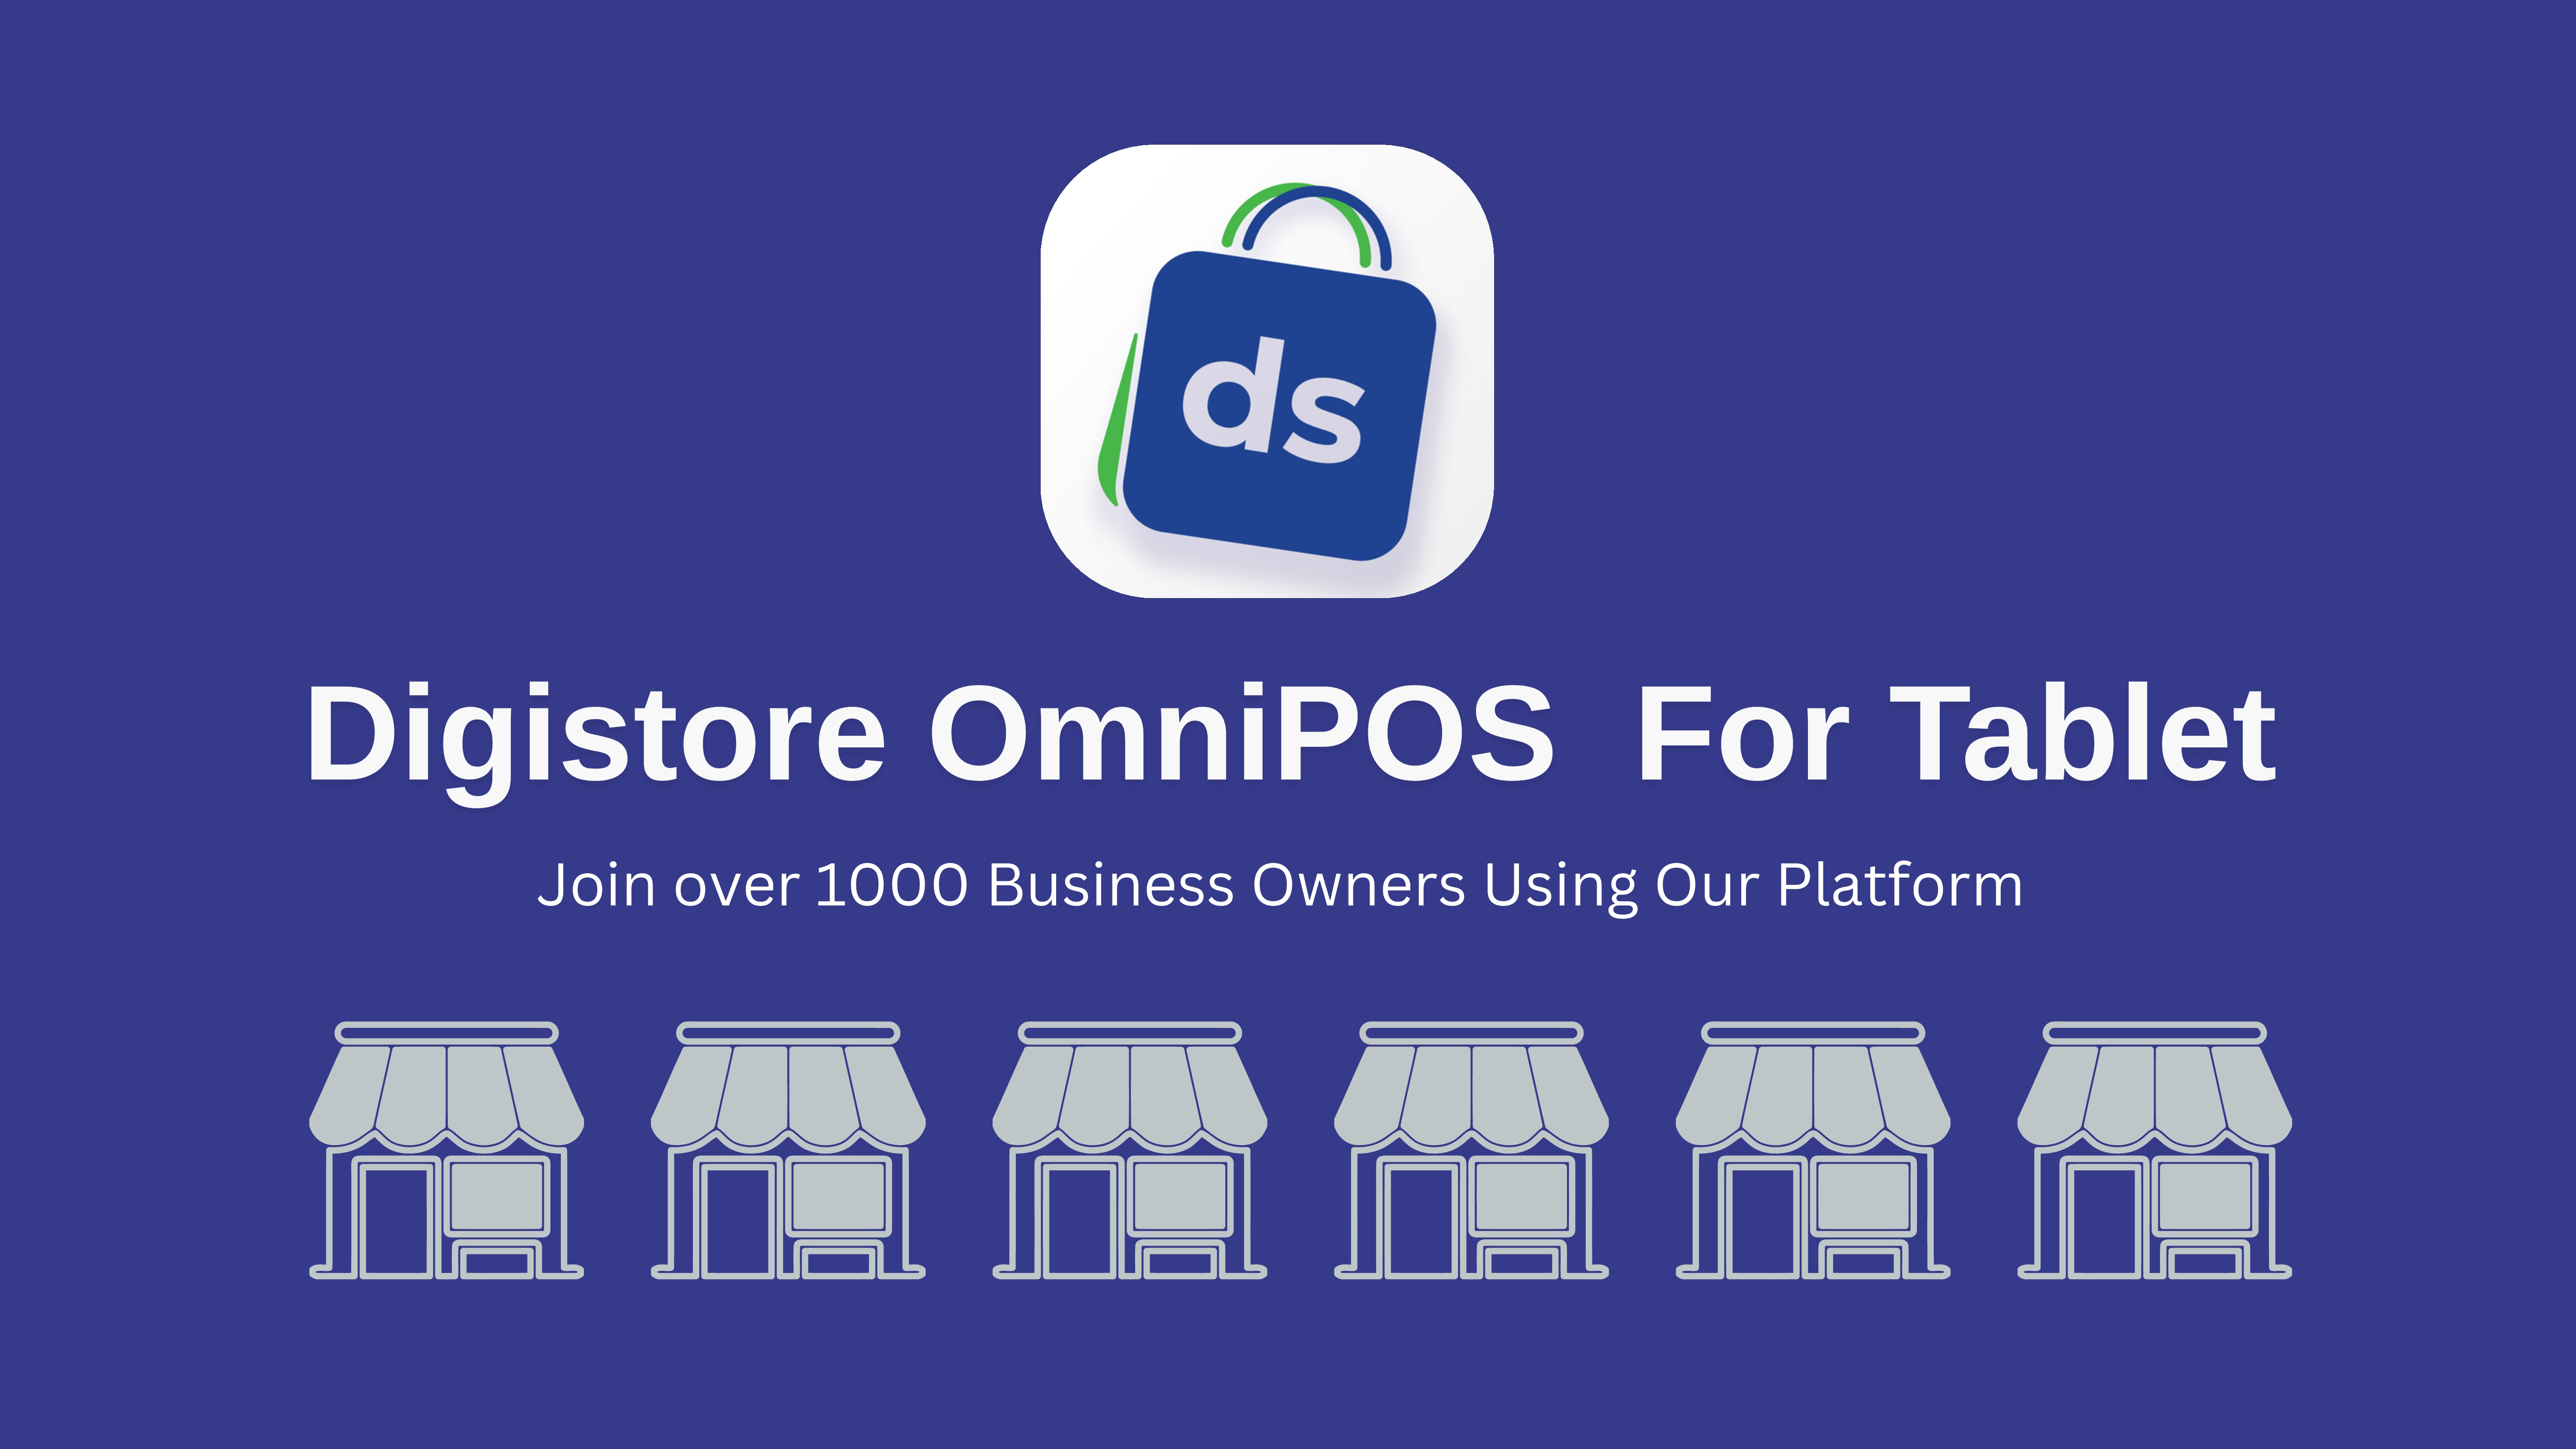 ds
Digistore OmniPOS  For Tablet
Join over 1000 Business Owners Using Our Platform